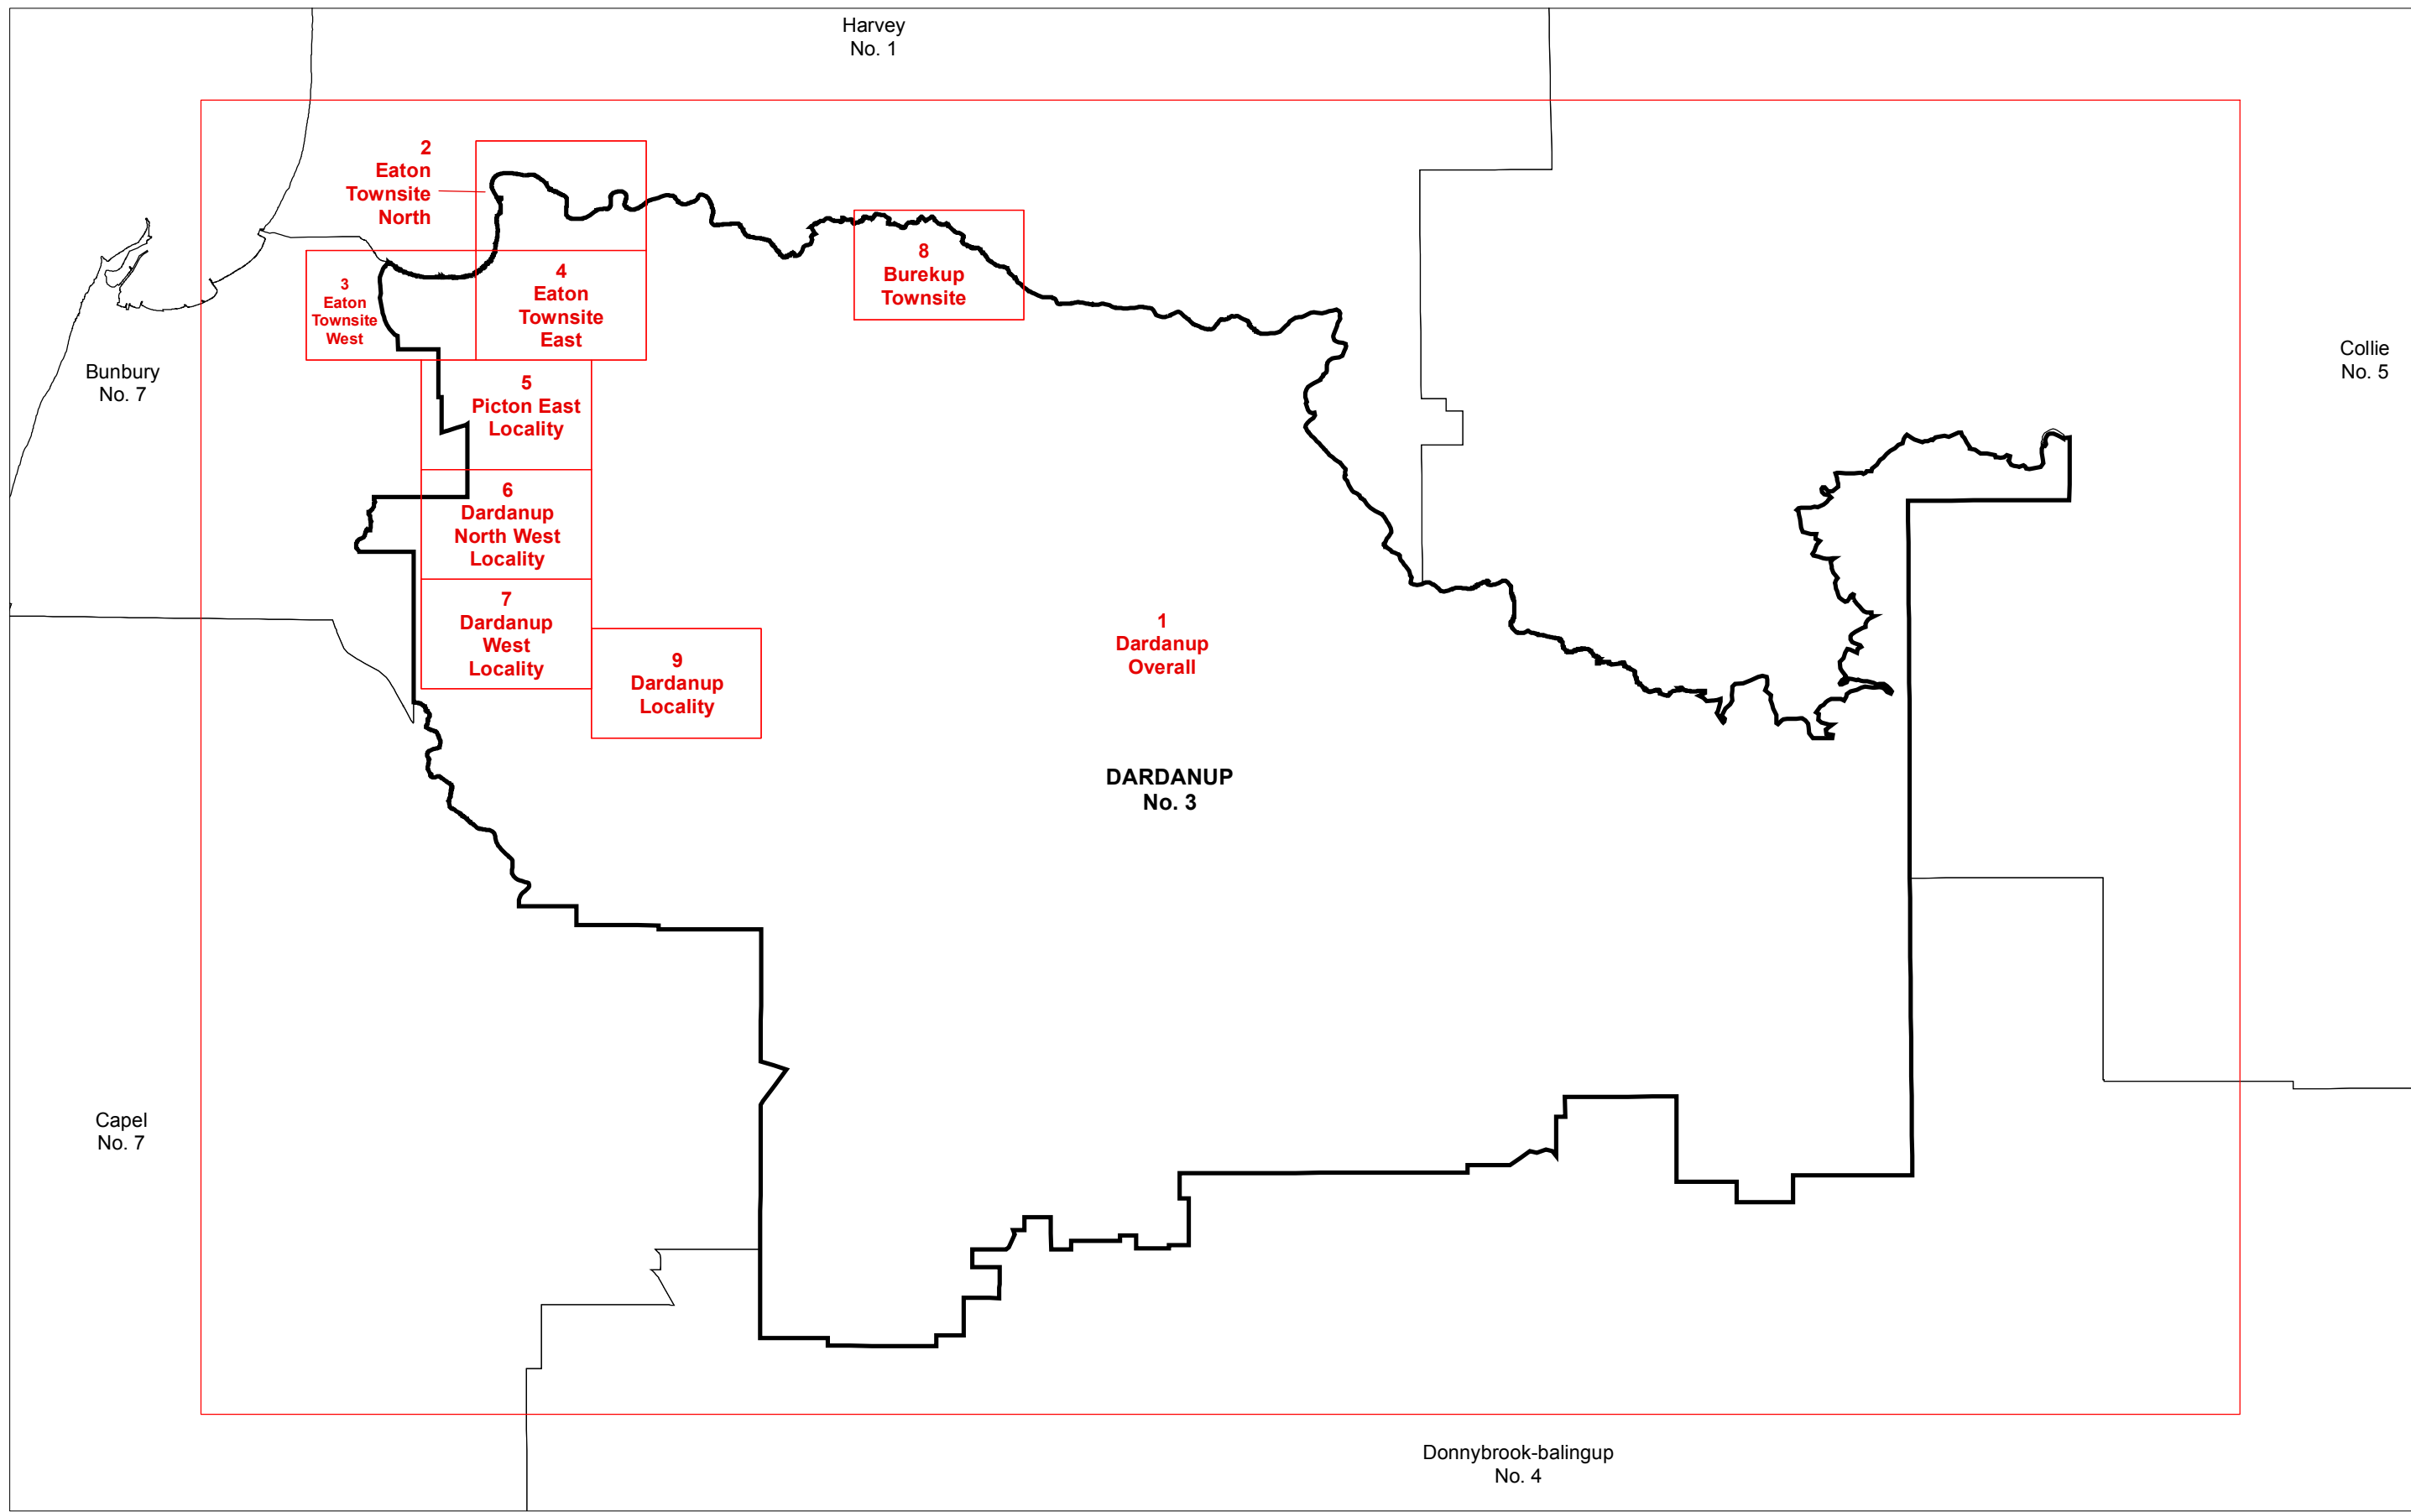 Harvey
No. 1
2
Eaton
Townsite
North
8
Burekup
Townsite
4
Eaton
Townsite
East
3
Eaton
Townsite
West
Collie
No. 5
Bunbury
No. 7
5
Picton East
Locality
6
Dardanup
North West
Locality
7
Dardanup
West
Locality
1
Dardanup
Overall
9
Dardanup
Locality
DARDANUP
No. 3
Capel
No. 7
Donnybrook-balingup
No. 4